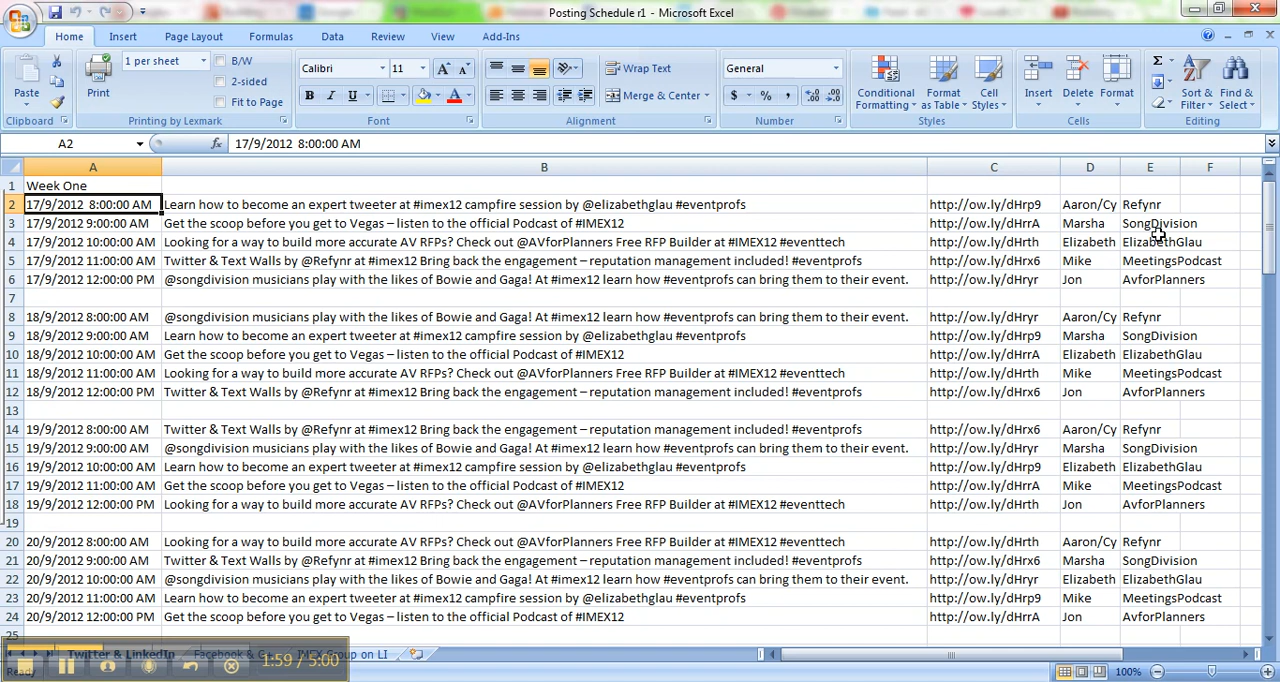 Posting Schedule r1 - Microsoft Excel
Home Insert Page Layout Formulas Data Review View Add-Ins
1 per sheet B/W Calibri 11 Wrap Text General
Paste Print 2-sided Conditional Formatting Format as Table Cell Styles Insert Delete Format Sort & Filter Find & Select
Fit to Page B I U Merge & Center $ % ,
Clipboard Printing by Lexmark Font Alignment Number Styles Cells Editing
A2 fx 17/9/2012 8:00:00 AM
A B C D E F
1 Week One
2 17/9/2012 8:00:00 AM Learn how to become an expert tweeter at #imex12 campfire session by @elizabethglau #eventprofs http://ow.ly/dHrp9 Aaron/Cy Refynr
3 17/9/2012 9:00:00 AM Get the scoop before you get to Vegas – listen to the official Podcast of #IMEX12 http://ow.ly/dHrrA Marsha SongDivision
4 17/9/2012 10:00:00 AM Looking for a way to build more accurate AV RFPs? Check out @AVforPlanners Free RFP Builder at #IMEX12 #eventtech http://ow.ly/dHrth Elizabeth ElizabethGlau
5 17/9/2012 11:00:00 AM Twitter & Text Walls by @Refynr at #imex12 Bring back the engagement – reputation management included! #eventprofs http://ow.ly/dHrx6 Mike MeetingsPodcast
6 17/9/2012 12:00:00 PM @songdivision musicians play with the likes of Bowie and Gaga! At #imex12 learn how #eventprofs can bring them to their event. http://ow.ly/dHryr Jon AvforPlanners
7
8 18/9/2012 8:00:00 AM @songdivision musicians play with the likes of Bowie and Gaga! At #imex12 learn how #eventprofs can bring them to their event. http://ow.ly/dHryr Aaron/Cy Refynr
9 18/9/2012 9:00:00 AM Learn how to become an expert tweeter at #imex12 campfire session by @elizabethglau #eventprofs http://ow.ly/dHrp9 Marsha SongDivision
10 18/9/2012 10:00:00 AM Get the scoop before you get to Vegas – listen to the official Podcast of #IMEX12 http://ow.ly/dHrrA Elizabeth ElizabethGlau
11 18/9/2012 11:00:00 AM Looking for a way to build more accurate AV RFPs? Check out @AVforPlanners Free RFP Builder at #IMEX12 #eventtech http://ow.ly/dHrth Mike MeetingsPodcast
12 18/9/2012 12:00:00 PM Twitter & Text Walls by @Refynr at #imex12 Bring back the engagement – reputation management included! #eventprofs http://ow.ly/dHrx6 Jon AvforPlanners
13
14 19/9/2012 8:00:00 AM Twitter & Text Walls by @Refynr at #imex12 Bring back the engagement – reputation management included! #eventprofs http://ow.ly/dHrx6 Aaron/Cy Refynr
15 19/9/2012 9:00:00 AM @songdivision musicians play with the likes of Bowie and Gaga! At #imex12 learn how #eventprofs can bring them to their event. http://ow.ly/dHryr Marsha SongDivision
16 19/9/2012 10:00:00 AM Learn how to become an expert tweeter at #imex12 campfire session by @elizabethglau #eventprofs http://ow.ly/dHrp9 Elizabeth ElizabethGlau
17 19/9/2012 11:00:00 AM Get the scoop before you get to Vegas – listen to the official Podcast of #IMEX12 http://ow.ly/dHrrA Mike MeetingsPodcast
18 19/9/2012 12:00:00 PM Looking for a way to build more accurate AV RFPs? Check out @AVforPlanners Free RFP Builder at #IMEX12 #eventtech http://ow.ly/dHrth Jon AvforPlanners
19
20 20/9/2012 8:00:00 AM Looking for a way to build more accurate AV RFPs? Check out @AVforPlanners Free RFP Builder at #IMEX12 #eventtech http://ow.ly/dHrth Aaron/Cy Refynr
21 20/9/2012 9:00:00 AM Twitter & Text Walls by @Refynr at #imex12 Bring back the engagement – reputation management included! #eventprofs http://ow.ly/dHrx6 Marsha SongDivision
22 20/9/2012 10:00:00 AM @songdivision musicians play with the likes of Bowie and Gaga! At #imex12 learn how #eventprofs can bring them to their event. http://ow.ly/dHryr Elizabeth ElizabethGlau
23 20/9/2012 11:00:00 AM Learn how to become an expert tweeter at #imex12 campfire session by @elizabethglau #eventprofs http://ow.ly/dHrp9 Mike MeetingsPodcast
24 20/9/2012 12:00:00 PM Get the scoop before you get to Vegas – listen to the official Podcast of #IMEX12 http://ow.ly/dHrrA Jon AvforPlanners
25
Twitter & LinkedIn Facebook & IMEX Group on LI
1:59 / 5:00
Ready 100%